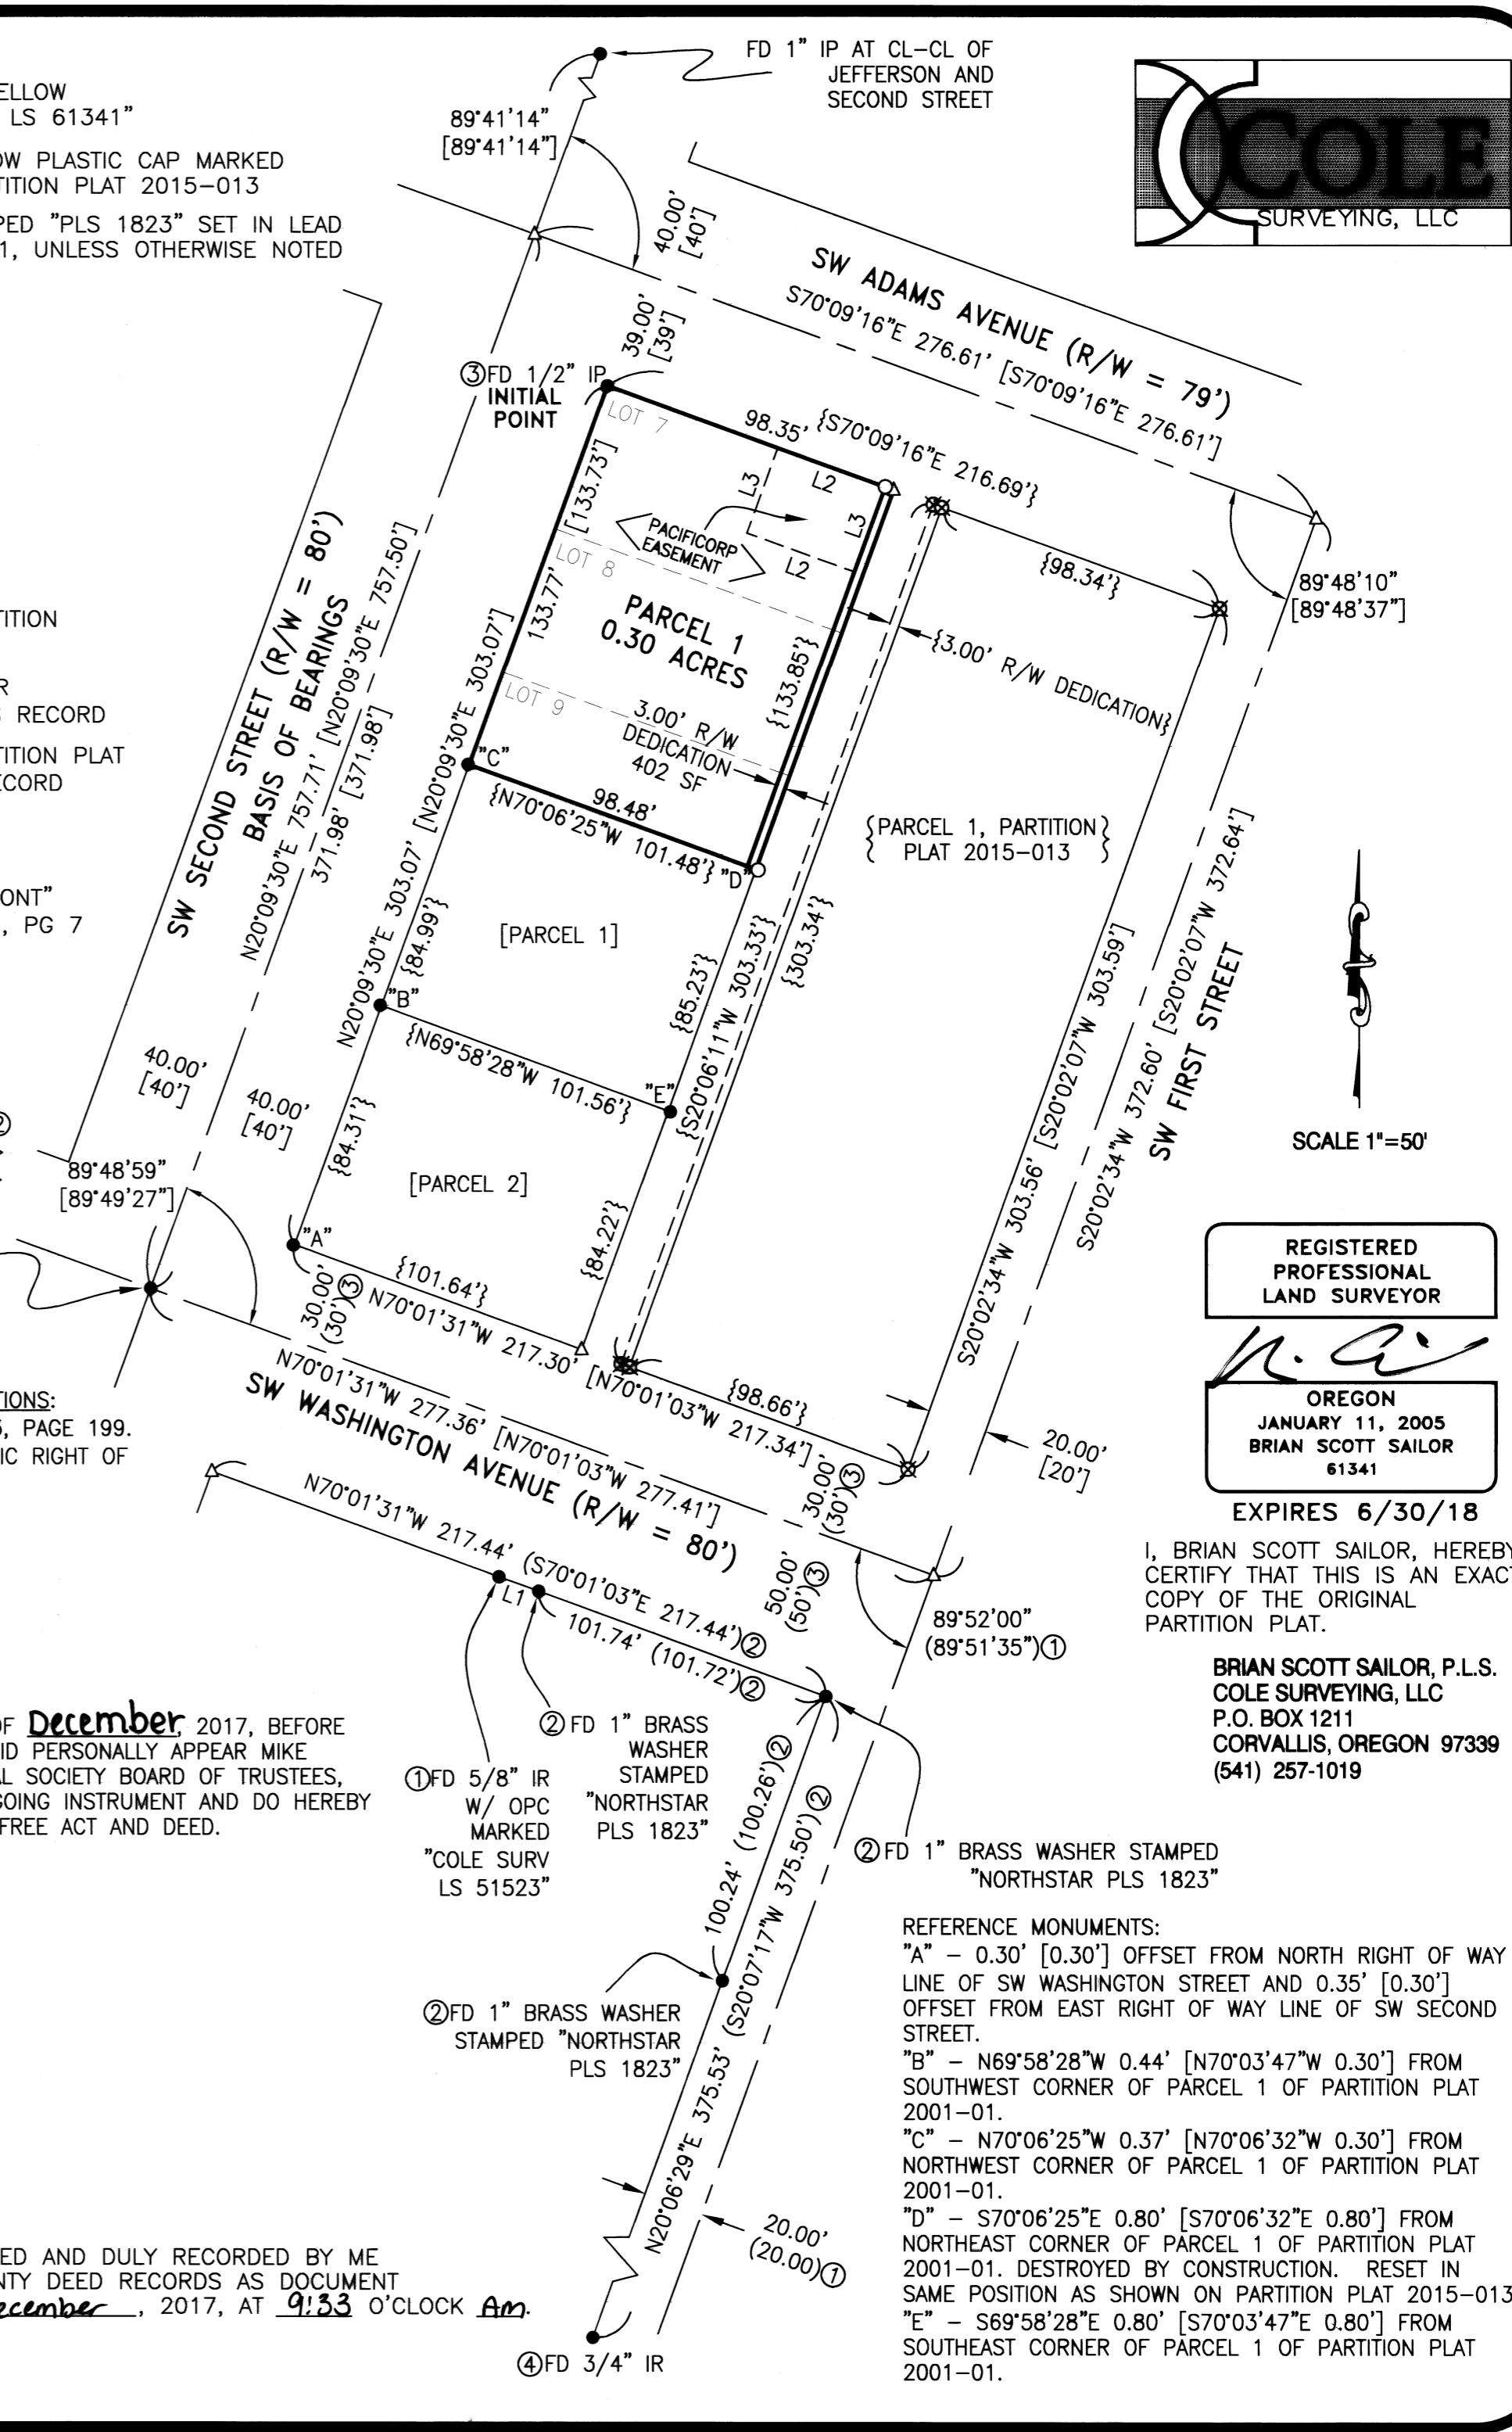 ELLOW
LS 61341"
OW PLASTIC CAP MARKED
TITION PLAT 2015-013
PED "PLS 1823" SET IN LEAD
1, UNLESS OTHERWISE NOTED
FD 1" IP AT CL-CL OF
JEFFERSON AND
SECOND STREET
COLE
SURVEYING, LLC
89°41'14"
[89°41'14"]
40.00'
[40']
SW ADAMS AVENUE (R/W = 79')
S70°09'16"E 276.61' [S70°09'16"E 276.61']
39.00'
[39']
③FD 1/2" IP
INITIAL
POINT
LOT 7
98.35' {S70°09'16"E 216.69'}
L3
L2
L3
L2
[133.73']
133.77'
PACIFICORP
EASEMENT
LOT 8
{98.34'}
89°48'10"
[89°48'37"]
PARCEL 1
0.30 ACRES
{133.85'}
{3.00' R/W DEDICATION}
LOT 9
3.00' R/W
DEDICATION
402 SF
SW SECOND STREET (R/W = 80')
BASIS OF BEARINGS
N20°09'30"E 757.71' [N20°09'30"E 757.50']
371.98' [371.98']
N20°09'30"E 303.07' [N20°09'30"E 303.07']
TITION
R
RECORD
TITION PLAT
ECORD
"C"
98.48'
{N70°06'25"W 101.48'}
"D"
{PARCEL 1, PARTITION
PLAT 2015-013}
ONT"
, PG 7
[PARCEL 1]
{84.99'}
{85.23'}
{S20°06'11"W 303.33'}
{303.34'}
S20°02'34"W 303.56' [S20°02'07"W 303.59']
S20°02'34"W 372.60' [S20°02'07"W 372.64']
SW FIRST STREET
"B"
{N69°58'28"W 101.56'}
"E"
SCALE 1"=50'
40.00'
[40']
40.00'
[40']
②
89°48'59"
[89°49'27"]
{84.31'}
[PARCEL 2]
{84.22'}
"A"
{101.64'}
30.00'
(30')③
N70°01'31"W 217.30' [N70°01'03"W 217.34']
{98.66'}
N70°01'31"W 277.36' [N70°01'03"W 277.41']
SW WASHINGTON AVENUE (R/W = 80')
30.00'
(30')③
20.00'
[20']
REGISTERED
PROFESSIONAL
LAND SURVEYOR
OREGON
JANUARY 11, 2005
BRIAN SCOTT SAILOR
61341
EXPIRES 6/30/18
I, BRIAN SCOTT SAILOR, HEREBY
CERTIFY THAT THIS IS AN EXACT
COPY OF THE ORIGINAL
PARTITION PLAT.
BRIAN SCOTT SAILOR, P.L.S.
COLE SURVEYING, LLC
P.O. BOX 1211
CORVALLIS, OREGON 97339
(541) 257-1019
TIONS:
5, PAGE 199.
IC RIGHT OF
N70°01'31"W 217.44' (S70°01'03"E 217.44')②
L1
101.74' (101.72')②
50.00'
(50')③
89°52'00"
(89°51'35")①
OF December, 2017, BEFORE
ID PERSONALLY APPEAR MIKE
AL SOCIETY BOARD OF TRUSTEES,
GOING INSTRUMENT AND DO HEREBY
FREE ACT AND DEED.
①FD 5/8" IR
W/ OPC
MARKED
"COLE SURV
LS 51523"
②FD 1" BRASS
WASHER
STAMPED
"NORTHSTAR
PLS 1823"
②FD 1" BRASS WASHER STAMPED
"NORTHSTAR PLS 1823"
100.24' (100.26')②
N20°06'29"E 375.53' (S20°07'17"W 375.50')②
②FD 1" BRASS WASHER
STAMPED "NORTHSTAR
PLS 1823"
20.00'
(20.00)①
④FD 3/4" IR
REFERENCE MONUMENTS:
"A" - 0.30' [0.30'] OFFSET FROM NORTH RIGHT OF WAY
LINE OF SW WASHINGTON STREET AND 0.35' [0.30']
OFFSET FROM EAST RIGHT OF WAY LINE OF SW SECOND
STREET.
"B" - N69°58'28"W 0.44' [N70°03'47"W 0.30'] FROM
SOUTHWEST CORNER OF PARCEL 1 OF PARTITION PLAT
2001-01.
"C" - N70°06'25"W 0.37' [N70°06'32"W 0.30'] FROM
NORTHWEST CORNER OF PARCEL 1 OF PARTITION PLAT
2001-01.
"D" - S70°06'25"E 0.80' [S70°06'32"E 0.80'] FROM
NORTHEAST CORNER OF PARCEL 1 OF PARTITION PLAT
2001-01. DESTROYED BY CONSTRUCTION. RESET IN
SAME POSITION AS SHOWN ON PARTITION PLAT 2015-013
"E" - S69°58'28"E 0.80' [S70°03'47"E 0.80'] FROM
SOUTHEAST CORNER OF PARCEL 1 OF PARTITION PLAT
2001-01.
ED AND DULY RECORDED BY ME
NTY DEED RECORDS AS DOCUMENT
ecember, 2017, AT 9:33 O'CLOCK Am.